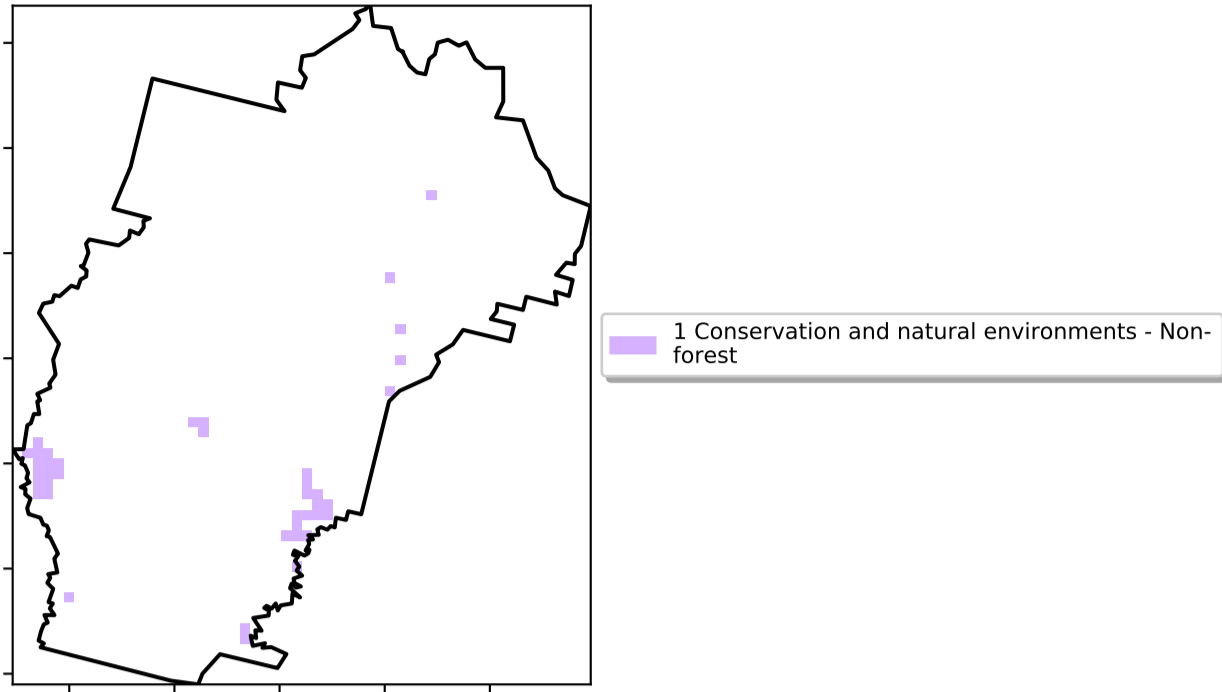 1 Conservation and natural environments - Non-
forest